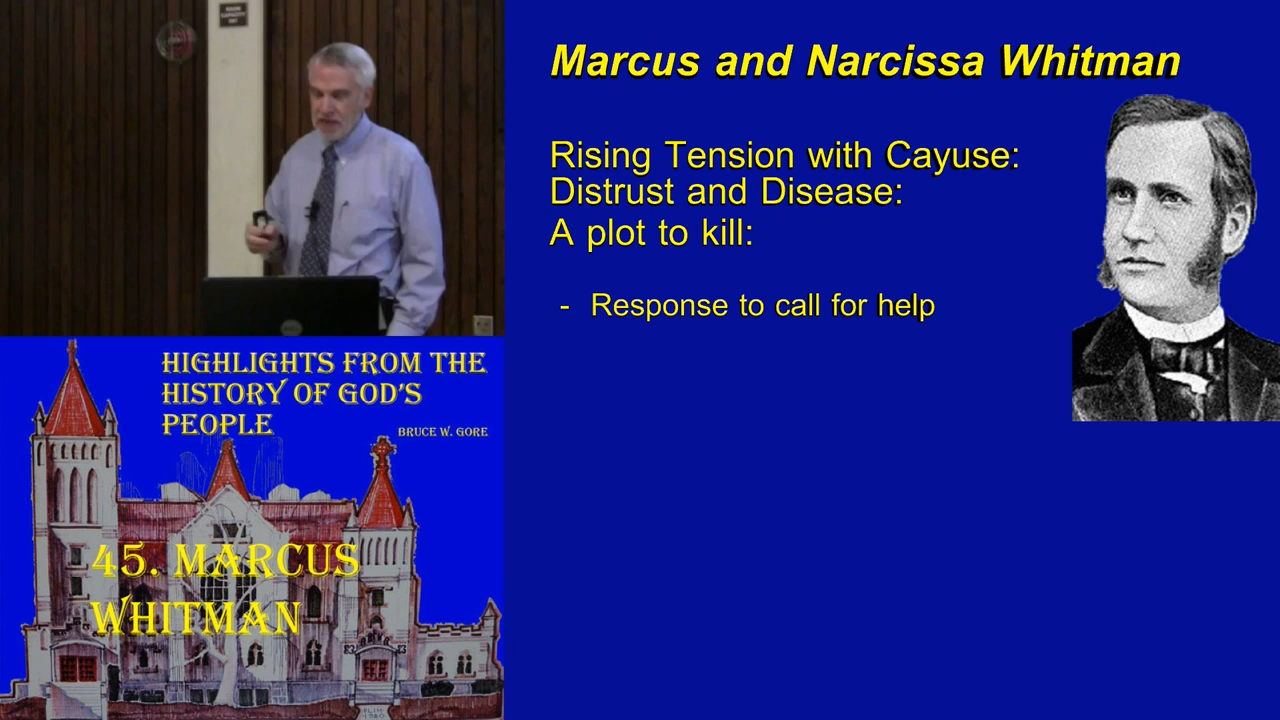 Marcus and Narcissa Whitman
Rising Tension with Cayuse:
Distrust and Disease:
A plot to kill:
- Response to call for help
HIGHLIGHTS FROM THE
HISTORY OF GOD'S
PEOPLE
BRUCE W. GORE
45. MARCUS
WHITMAN